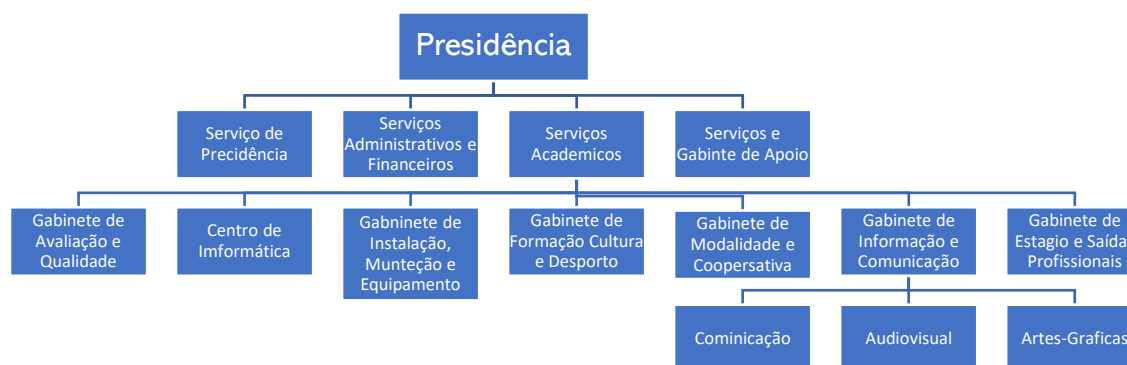 Presidência
Serviço de
Precidência
Serviços
Administrativos e
Financeiros
Serviços
Academicos
Serviços e
Gabinte de Apoio
Gabinete de
Avaliação e
Qualidade
Centro de
Imformática
Gabninete de
Instalação,
Munteção e
Equipamento
Gabinete de
Formação Cultura
e Desporto
Gabinete de
Modalidade e
Coopersativa
Gabinete de
Informação e
Comunicação
Gabinete de
Estagio e Saída
Profissionais
Cominicação
Audiovisual
Artes-Graficas